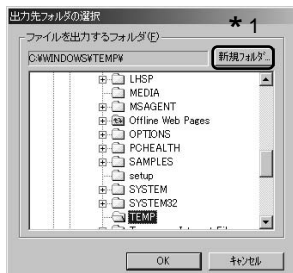 出力先フォルダの選択
* 1
ファイルを出力するフォルダ(F)
C:¥WINDOWS¥TEMP¥
新規フォルダ...
LHSP
MEDIA
MSAGENT
Offline Web Pages
OPTIONS
PCHEALTH
SAMPLES
setup
SYSTEM
SYSTEM32
TEMP
OK
キャンセル